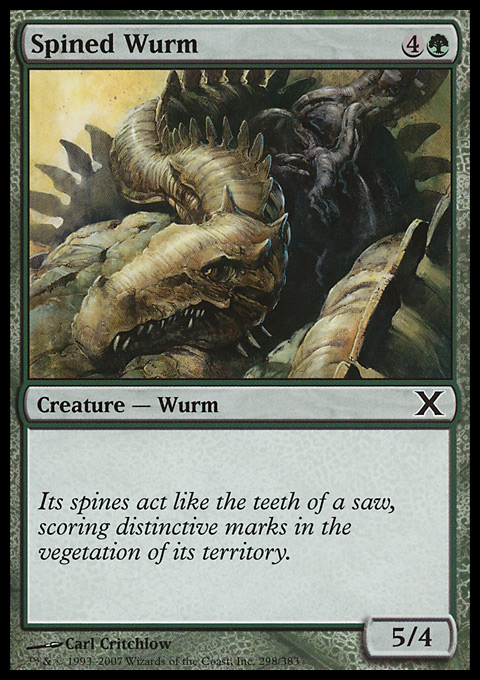 Spined Wurm
4
Creature — Wurm
X
Its spines act like the teeth of a saw,
scoring distinctive marks in the
vegetation of its territory.
Carl Critchlow
5/4
™ & © 1993–2007 Wizards of the Coast, Inc. 298/383